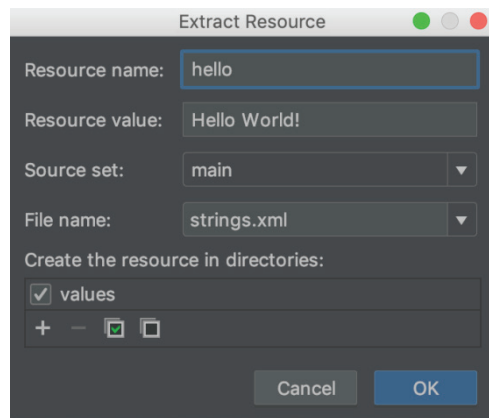 Extract Resource
Resource name: hello
Resource value: Hello World!
Source set: main
File name: strings.xml
Create the resource in directories:
values
Cancel OK